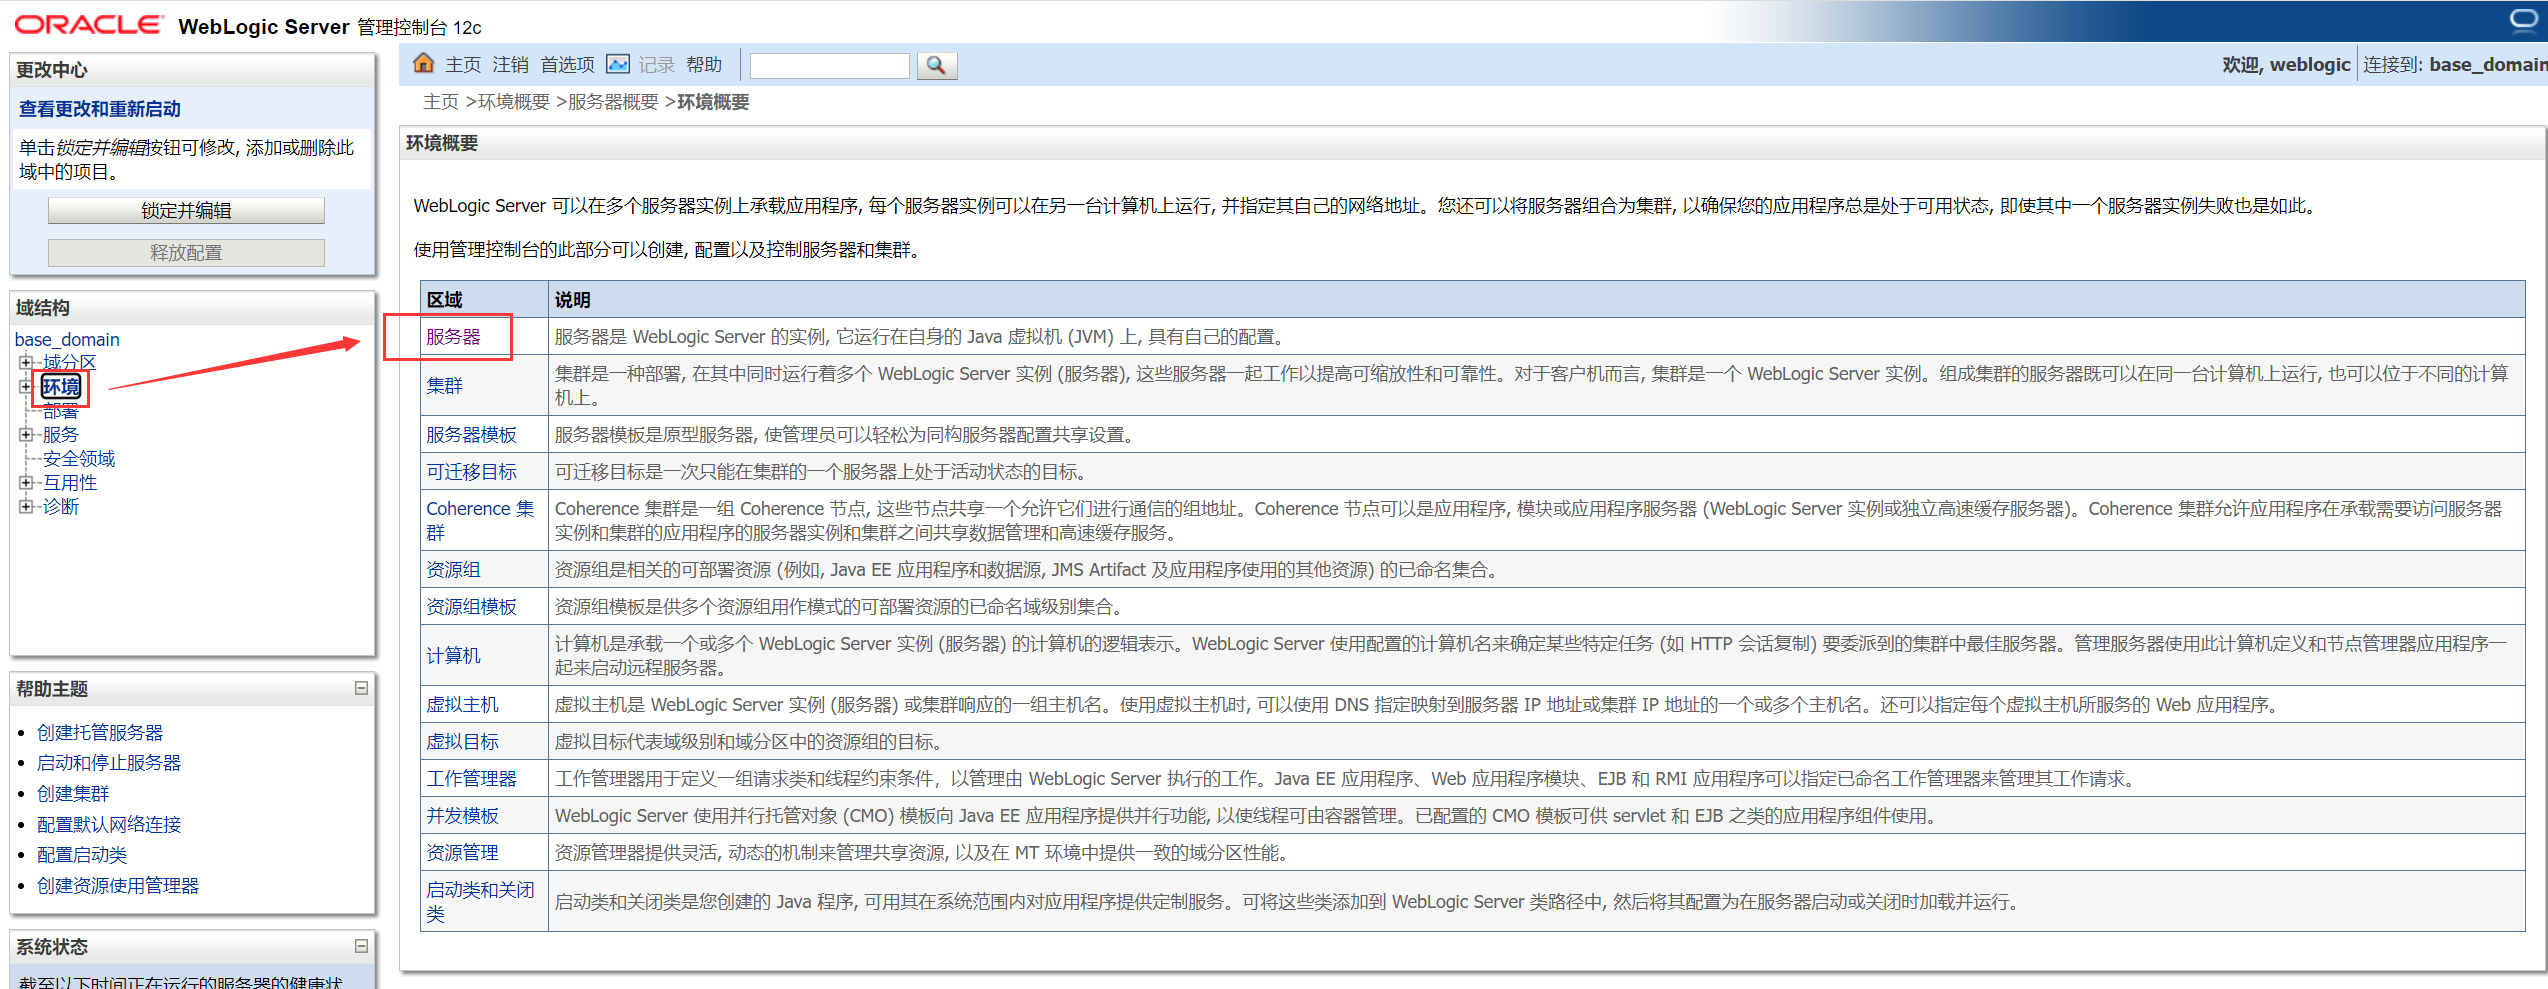 ORACLE WebLogic Server 管理控制台 12c
更改中心
查看更改和重新启动
单击锁定并编辑按钮可修改, 添加或删除此
域中的项目。
锁定并编辑
释放配置
域结构
base_domain
域分区
环境
部署
服务
安全领域
互用性
诊断
帮助主题
创建托管服务器
启动和停止服务器
创建集群
配置默认网络连接
配置启动类
创建资源使用管理器
系统状态
截至以下时间正在运行的服务器的健康状
主页 注销 首选项 记录 帮助
欢迎, weblogic 连接到: base_domain
主页 >环境概要 >服务器概要 >环境概要
环境概要
WebLogic Server 可以在多个服务器实例上承载应用程序, 每个服务器实例可以在另一台计算机上运行, 并指定其自己的网络地址。您还可以将服务器组合为集群, 以确保您的应用程序总是处于可用状态, 即使其中一个服务器实例失败也是如此。
使用管理控制台的此部分可以创建, 配置以及控制服务器和集群。
区域 说明
服务器 服务器是 WebLogic Server 的实例, 它运行在自身的 Java 虚拟机 (JVM) 上, 具有自己的配置。
集群 集群是一种部署, 在其中同时运行着多个 WebLogic Server 实例 (服务器), 这些服务器一起工作以提高可缩放性和可靠性。对于客户机而言, 集群是一个 WebLogic Server 实例。组成集群的服务器既可以在同一台计算机上运行, 也可以位于不同的计算
机上。
服务器模板 服务器模板是原型服务器, 使管理员可以轻松为同构服务器配置共享设置。
可迁移目标 可迁移目标是一次只能在集群的一个服务器上处于活动状态的目标。
Coherence 集 Coherence 集群是一组 Coherence 节点, 这些节点共享一个允许它们进行通信的组地址。Coherence 节点可以是应用程序, 模块或应用程序服务器 (WebLogic Server 实例或独立高速缓存服务器)。Coherence 集群允许应用程序在承载需要访问服务器
群 实例和集群的应用程序的服务器实例和集群之间共享数据管理和高速缓存服务。
资源组 资源组是相关的可部署资源 (例如, Java EE 应用程序和数据源, JMS Artifact 及应用程序使用的其他资源) 的已命名集合。
资源组模板 资源组模板是供多个资源组用作模式的可部署资源的已命名域级别集合。
计算机 计算机是承载一个或多个 WebLogic Server 实例 (服务器) 的计算机的逻辑表示。WebLogic Server 使用配置的计算机名来确定某些特定任务 (如 HTTP 会话复制) 要委派到的集群中最佳服务器。管理服务器使用此计算机定义和节点管理器应用程序一
起来启动远程服务器。
虚拟主机 虚拟主机是 WebLogic Server 实例 (服务器) 或集群响应的一组主机名。使用虚拟主机时, 可以使用 DNS 指定映射到服务器 IP 地址或集群 IP 地址的一个或多个主机名。还可以指定每个虚拟主机所服务的 Web 应用程序。
虚拟目标 虚拟目标代表域级别和域分区中的资源组的目标。
工作管理器 工作管理器用于定义一组请求类和线程约束条件，以管理由 WebLogic Server 执行的工作。Java EE 应用程序、Web 应用程序模块、EJB 和 RMI 应用程序可以指定已命名工作管理器来管理其工作请求。
并发模板 WebLogic Server 使用并行托管对象 (CMO) 模板向 Java EE 应用程序提供并行功能, 以使线程可由容器管理。已配置的 CMO 模板可供 servlet 和 EJB 之类的应用程序组件使用。
资源管理 资源管理器提供灵活, 动态的机制来管理共享资源, 以及在 MT 环境中提供一致的域分区性能。
启动类和关闭
类 启动类和关闭类是您创建的 Java 程序, 可用其在系统范围内对应用程序提供定制服务。可将这些类添加到 WebLogic Server 类路径中, 然后将其配置为在服务器启动或关闭时加载并运行。